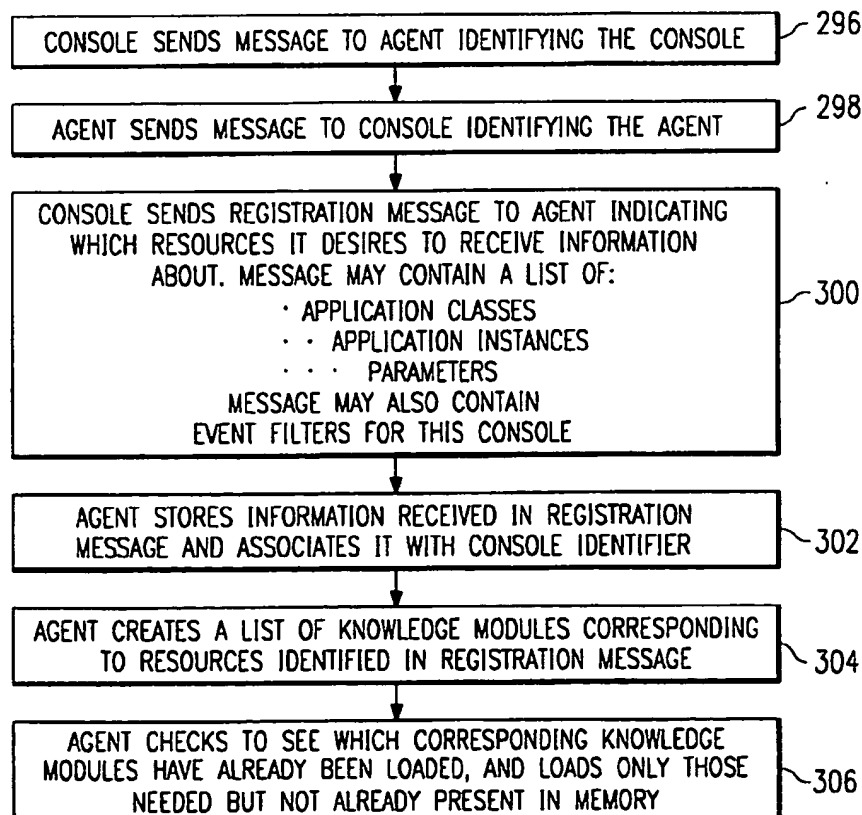 CONSOLE SENDS MESSAGE TO AGENT IDENTIFYING THE CONSOLE
296
AGENT SENDS MESSAGE TO CONSOLE IDENTIFYING THE AGENT
298
CONSOLE SENDS REGISTRATION MESSAGE TO AGENT INDICATING
WHICH RESOURCES IT DESIRES TO RECEIVE INFORMATION
ABOUT. MESSAGE MAY CONTAIN A LIST OF:
· APPLICATION CLASSES
· · APPLICATION INSTANCES
· · · PARAMETERS
MESSAGE MAY ALSO CONTAIN
EVENT FILTERS FOR THIS CONSOLE
300
AGENT STORES INFORMATION RECEIVED IN REGISTRATION
MESSAGE AND ASSOCIATES IT WITH CONSOLE IDENTIFIER
302
AGENT CREATES A LIST OF KNOWLEDGE MODULES CORRESPONDING
TO RESOURCES IDENTIFIED IN REGISTRATION MESSAGE
304
AGENT CHECKS TO SEE WHICH CORRESPONDING KNOWLEDGE
MODULES HAVE ALREADY BEEN LOADED, AND LOADS ONLY THOSE
NEEDED BUT NOT ALREADY PRESENT IN MEMORY
306